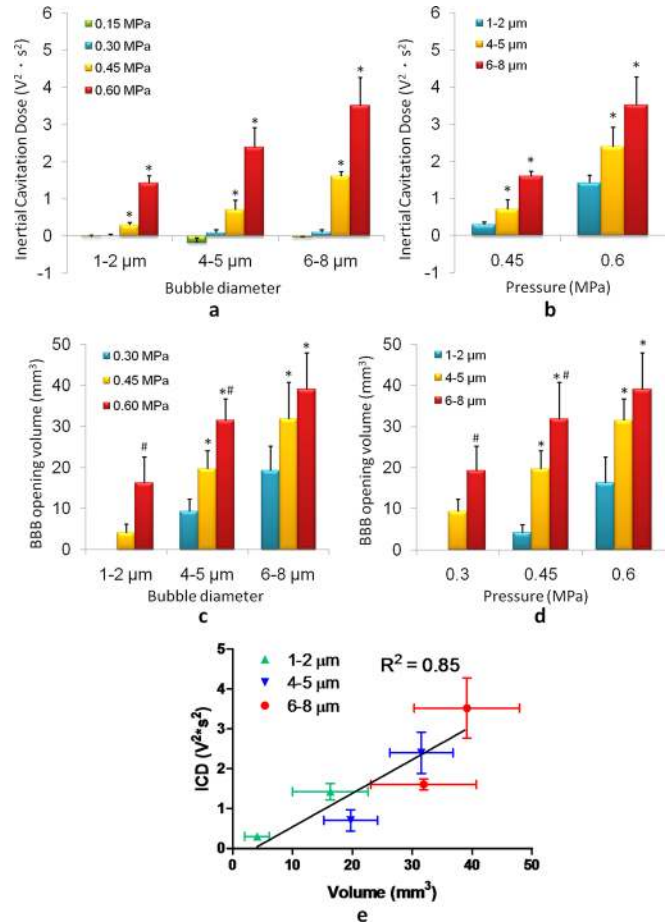 6
5
4
3
2
1
0
-1
Inertial Cavitation Dose (V² · s²)
0.15 MPa
0.30 MPa
0.45 MPa
0.60 MPa
* * * * * *
1-2 μm 4-5 μm 6-8 μm
Bubble diameter
a
6
5
4
3
2
1
0
-1
Inertial Cavitation Dose (V² · s²)
1-2 μm
4-5 μm
6-8 μm
* * * *
0.45 0.6
Pressure (MPa)
b
50
40
30
20
10
0
BBB opening volume (mm³)
0.30 MPa
0.45 MPa
0.60 MPa
# * *# * *
1-2 μm 4-5 μm 6-8 μm
Bubble diameter
c
50
40
30
20
10
0
BBB opening volume (mm³)
1-2 μm
4-5 μm
6-8 μm
# * *# * *
0.3 0.45 0.6
Pressure (MPa)
d
5
4
3
2
1
0
ICD (V²*s²)
1-2 μm
4-5 μm
6-8 μm
R² = 0.85
0 10 20 30 40 50
Volume (mm³)
e